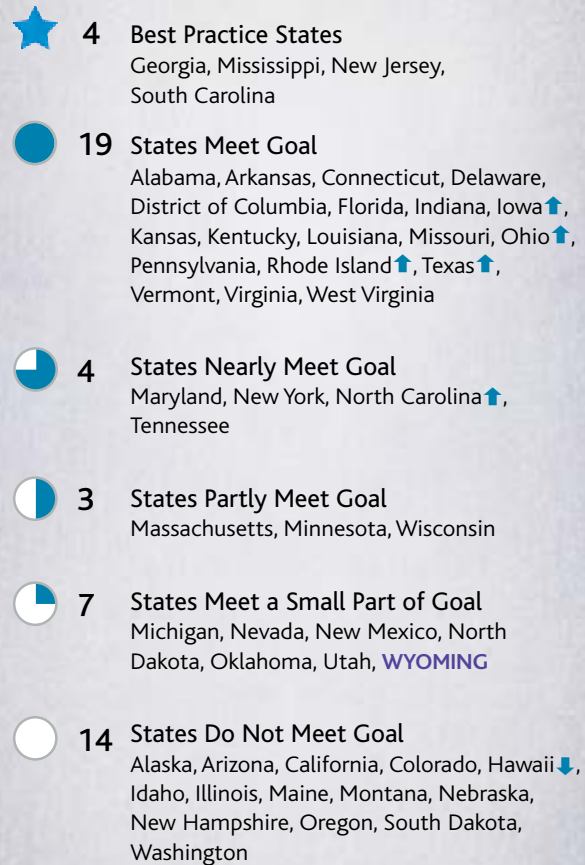 4 Best Practice States
Georgia, Mississippi, New Jersey,
South Carolina
19 States Meet Goal
Alabama, Arkansas, Connecticut, Delaware,
District of Columbia, Florida, Indiana, Iowa⬆,
Kansas, Kentucky, Louisiana, Missouri, Ohio⬆,
Pennsylvania, Rhode Island⬆, Texas⬆,
Vermont, Virginia, West Virginia
4 States Nearly Meet Goal
Maryland, New York, North Carolina⬆,
Tennessee
3 States Partly Meet Goal
Massachusetts, Minnesota, Wisconsin
7 States Meet a Small Part of Goal
Michigan, Nevada, New Mexico, North
Dakota, Oklahoma, Utah, WYOMING
14 States Do Not Meet Goal
Alaska, Arizona, California, Colorado, Hawaii⬇,
Idaho, Illinois, Maine, Montana, Nebraska,
New Hampshire, Oregon, South Dakota,
Washington